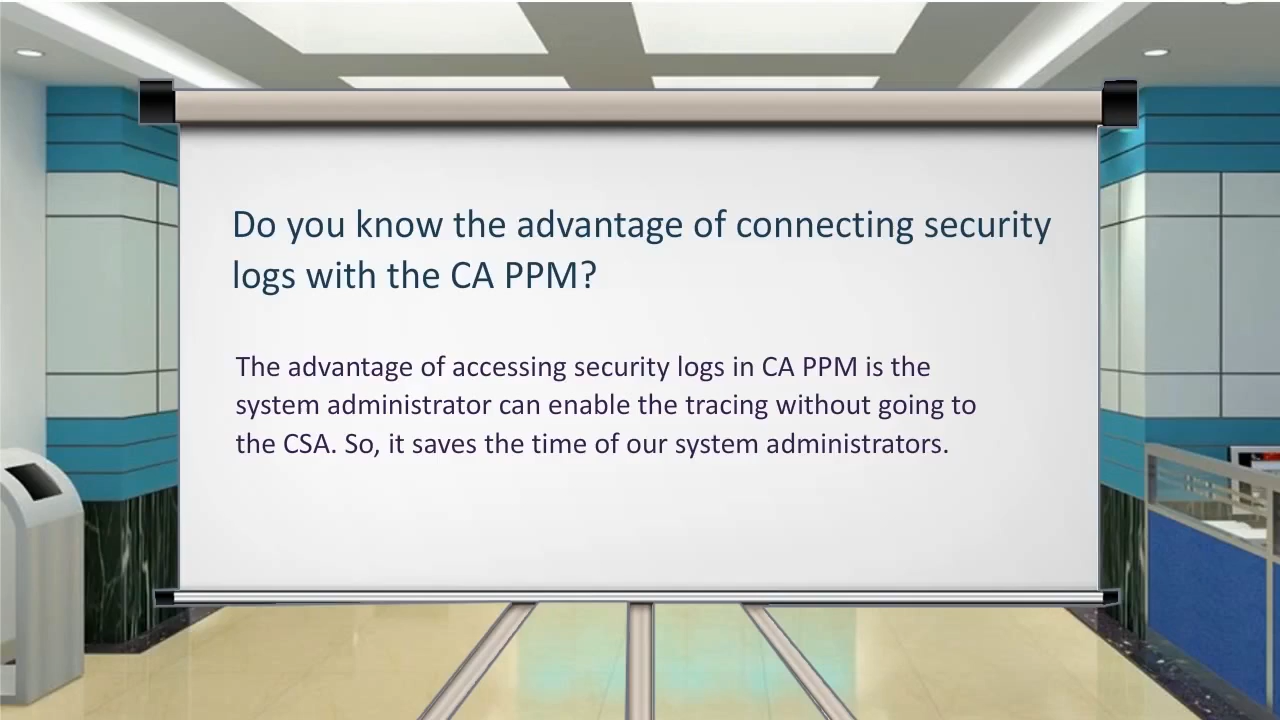 Do you know the advantage of connecting security
logs with the CA PPM?
The advantage of accessing security logs in CA PPM is the
system administrator can enable the tracing without going to
the CSA. So, it saves the time of our system administrators.